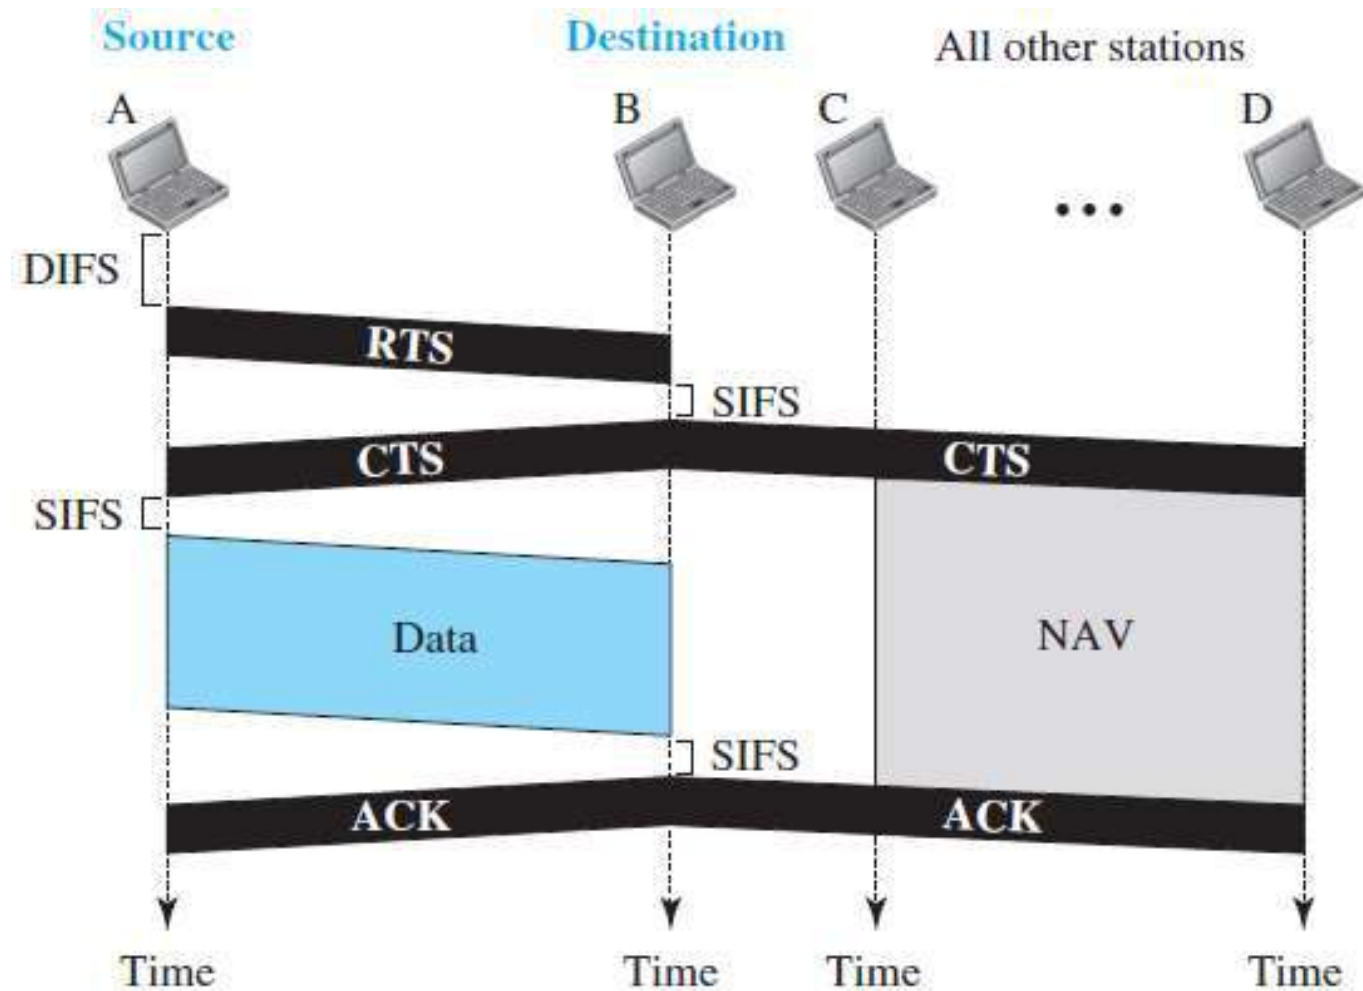 Source Destination All other stations
A B C D
•••
DIFS
RTS
SIFS
CTS CTS
SIFS
Data NAV
SIFS
ACK ACK
Time Time Time Time